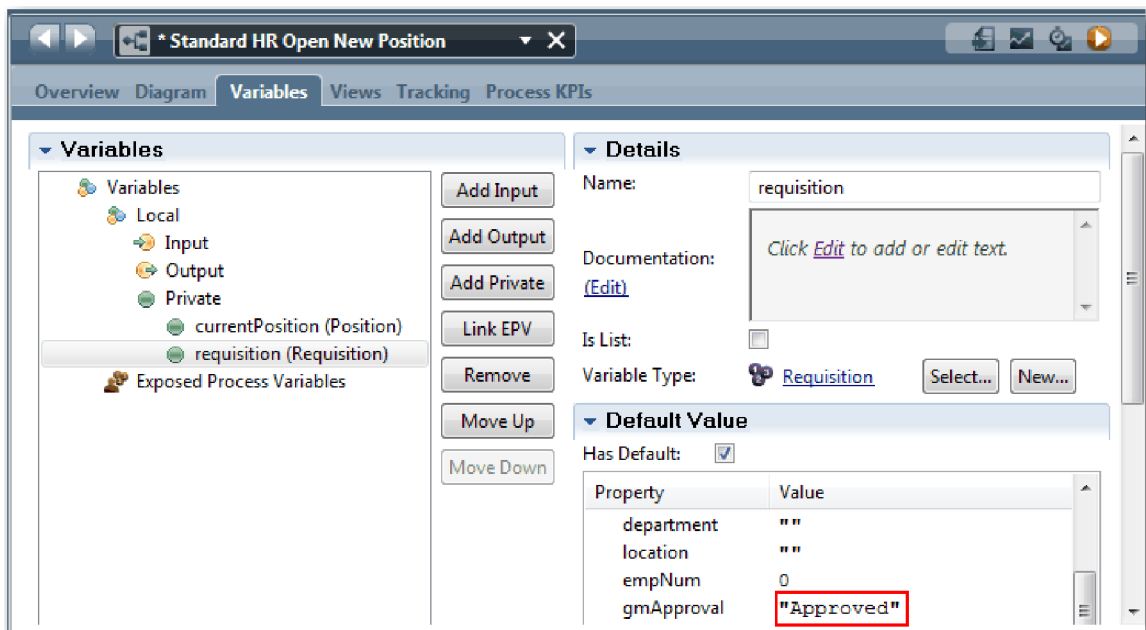 * Standard HR Open New Position
Overview Diagram Variables Views Tracking Process KPIs
Variables
Variables
Local
Input
Output
Private
currentPosition (Position)
requisition (Requisition)
Exposed Process Variables
Add Input
Add Output
Add Private
Link EPV
Remove
Move Up
Move Down
Details
Name: requisition
Documentation:
(Edit)
Click Edit to add or edit text.
Is List:
Variable Type: Requisition Select... New...
Default Value
Has Default:
Property Value
department ""
location ""
empNum 0
gmApproval "Approved"